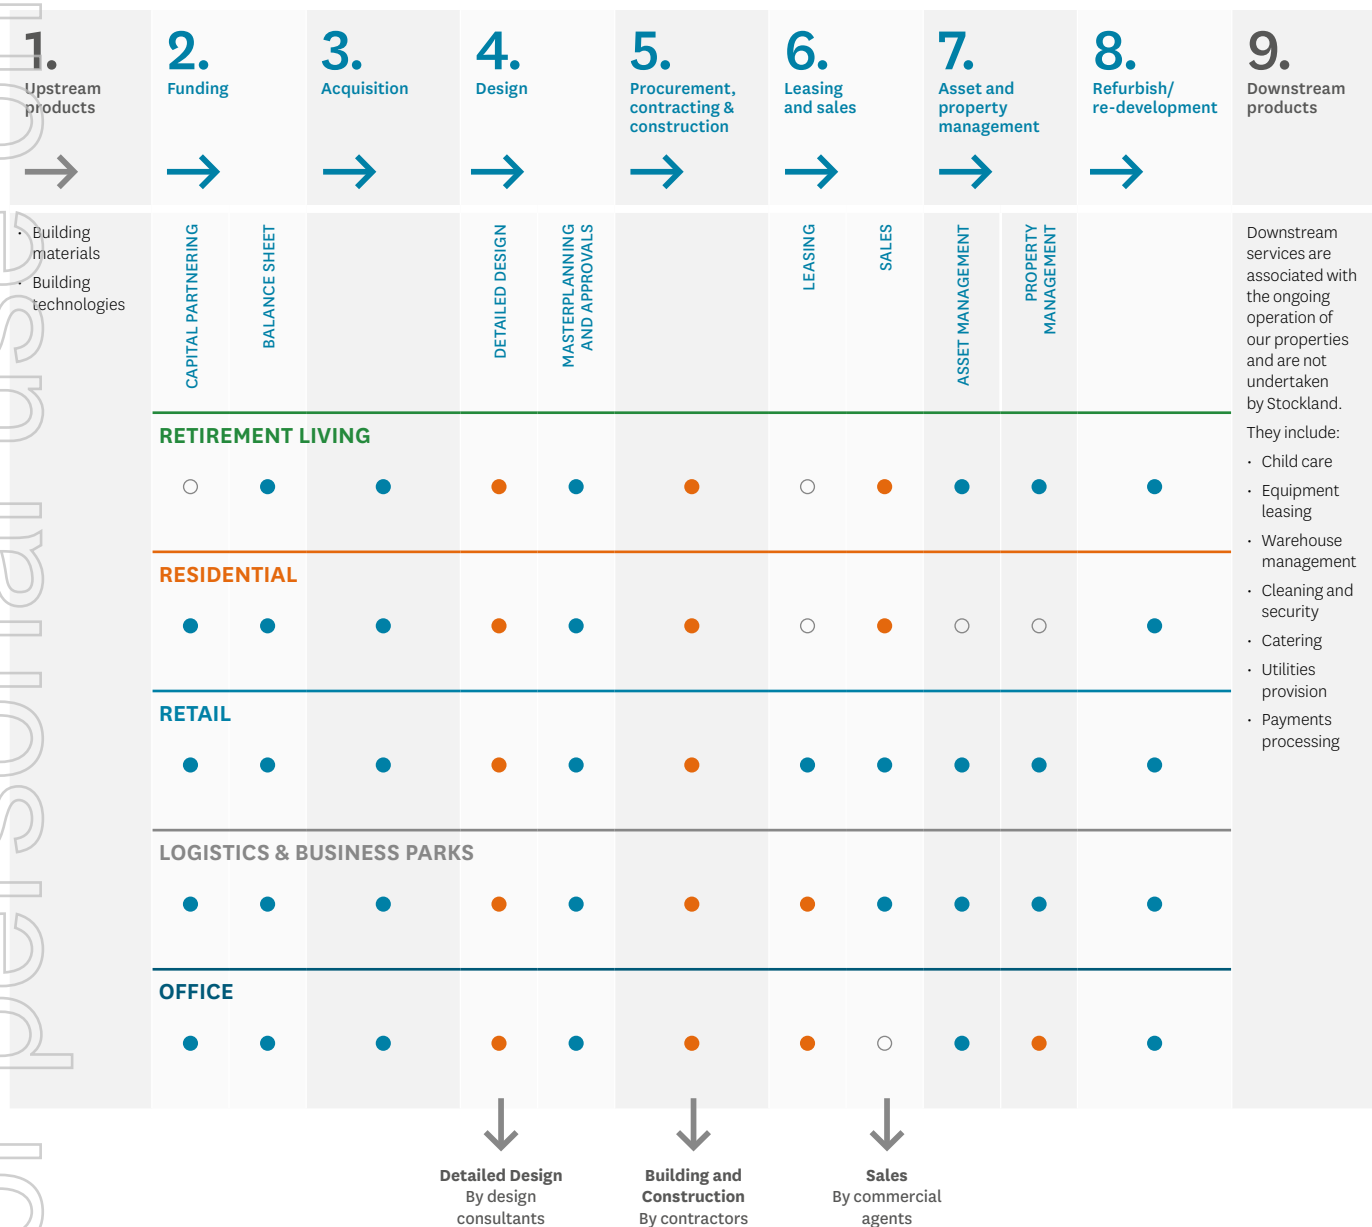 1.
Upstream
products
2.
Funding
3.
Acquisition
4.
Design
5.
Procurement,
contracting &
construction
6.
Leasing
and sales
7.
Asset and
property
management
8.
Refurbish/
re-development
9.
Downstream
products
· Building
materials
· Building
technologies
CAPITAL PARTNERING
BALANCE SHEET
DETAILED DESIGN
MASTERPLANNING
AND APPROVALS
LEASING
SALES
ASSET MANAGEMENT
PROPERTY
MANAGEMENT
Downstream
services are
associated with
the ongoing
operation of
our properties
and are not
undertaken
by Stockland.
They include:
· Child care
· Equipment
leasing
· Warehouse
management
· Cleaning and
security
· Catering
· Utilities
provision
· Payments
processing
RETIREMENT LIVING
RESIDENTIAL
RETAIL
LOGISTICS & BUSINESS PARKS
OFFICE
Detailed Design
By design
consultants
Building and
Construction
By contractors
Sales
By commercial
agents
personal use